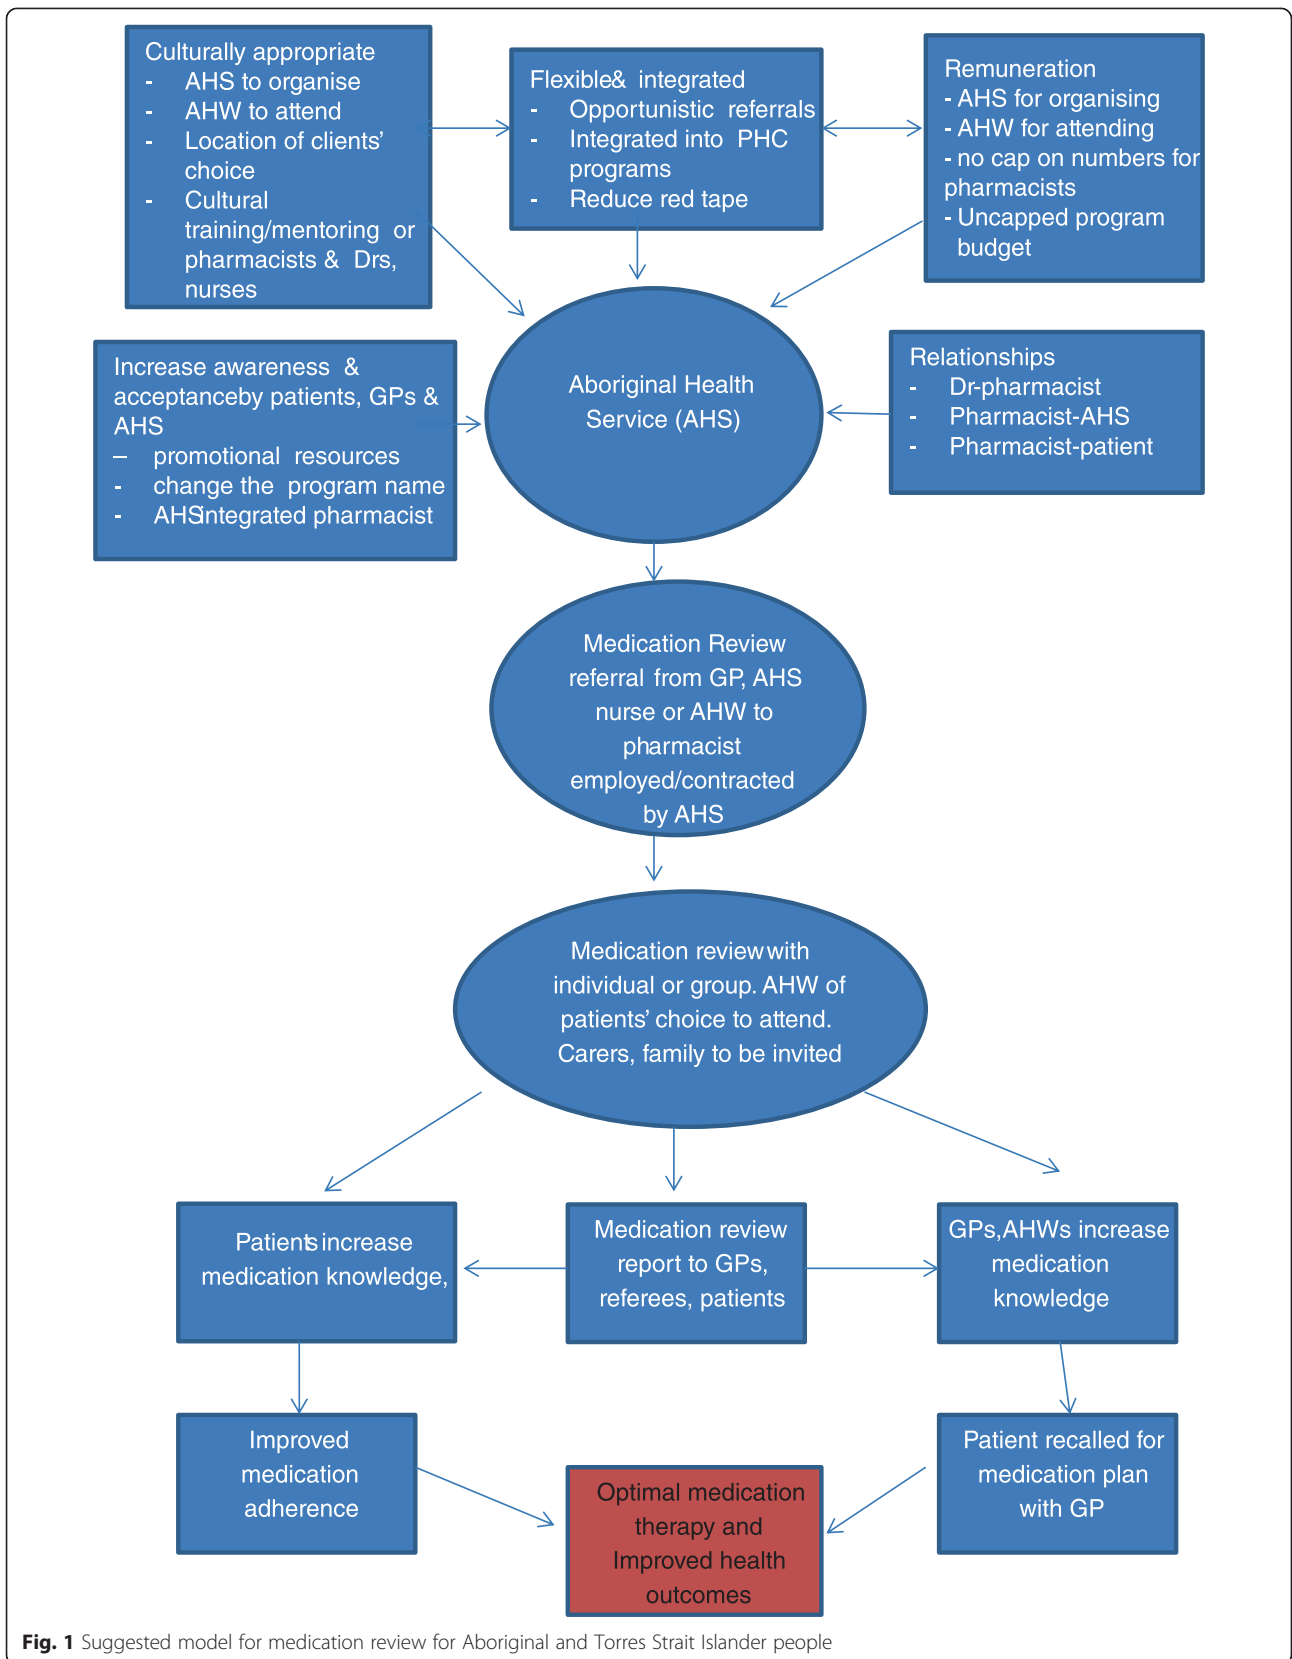 Culturally appropriate
- AHS to organise
- AHW to attend
- Location of clients’
choice
- Cultural
training/mentoring or
pharmacists & Drs,
nurses
Flexible& integrated
- Opportunistic referrals
- Integrated into PHC
programs
- Reduce red tape
Remuneration
- AHS for organising
- AHW for attending
- no cap on numbers for
pharmacists
- Uncapped program
budget
Increase awareness &
acceptanceby patients, GPs &
AHS
– promotional resources
- change the program name
- AHSintegrated pharmacist
Aboriginal Health
Service (AHS)
Relationships
- Dr-pharmacist
- Pharmacist-AHS
- Pharmacist-patient
Medication Review
referral from GP, AHS
nurse or AHW to
pharmacist
employed/contracted
by AHS
Medication review with
individual or group. AHW of
patients’ choice to attend.
Carers, family to be invited
Patients increase
medication knowledge,
Medication review
report to GPs,
referees, patients
GPs,AHWs increase
medication
knowledge
Improved
medication
adherence
Optimal medication
therapy and
Improved health
outcomes
Patient recalled for
medication plan
with GP
Fig. 1 Suggested model for medication review for Aboriginal and Torres Strait Islander people